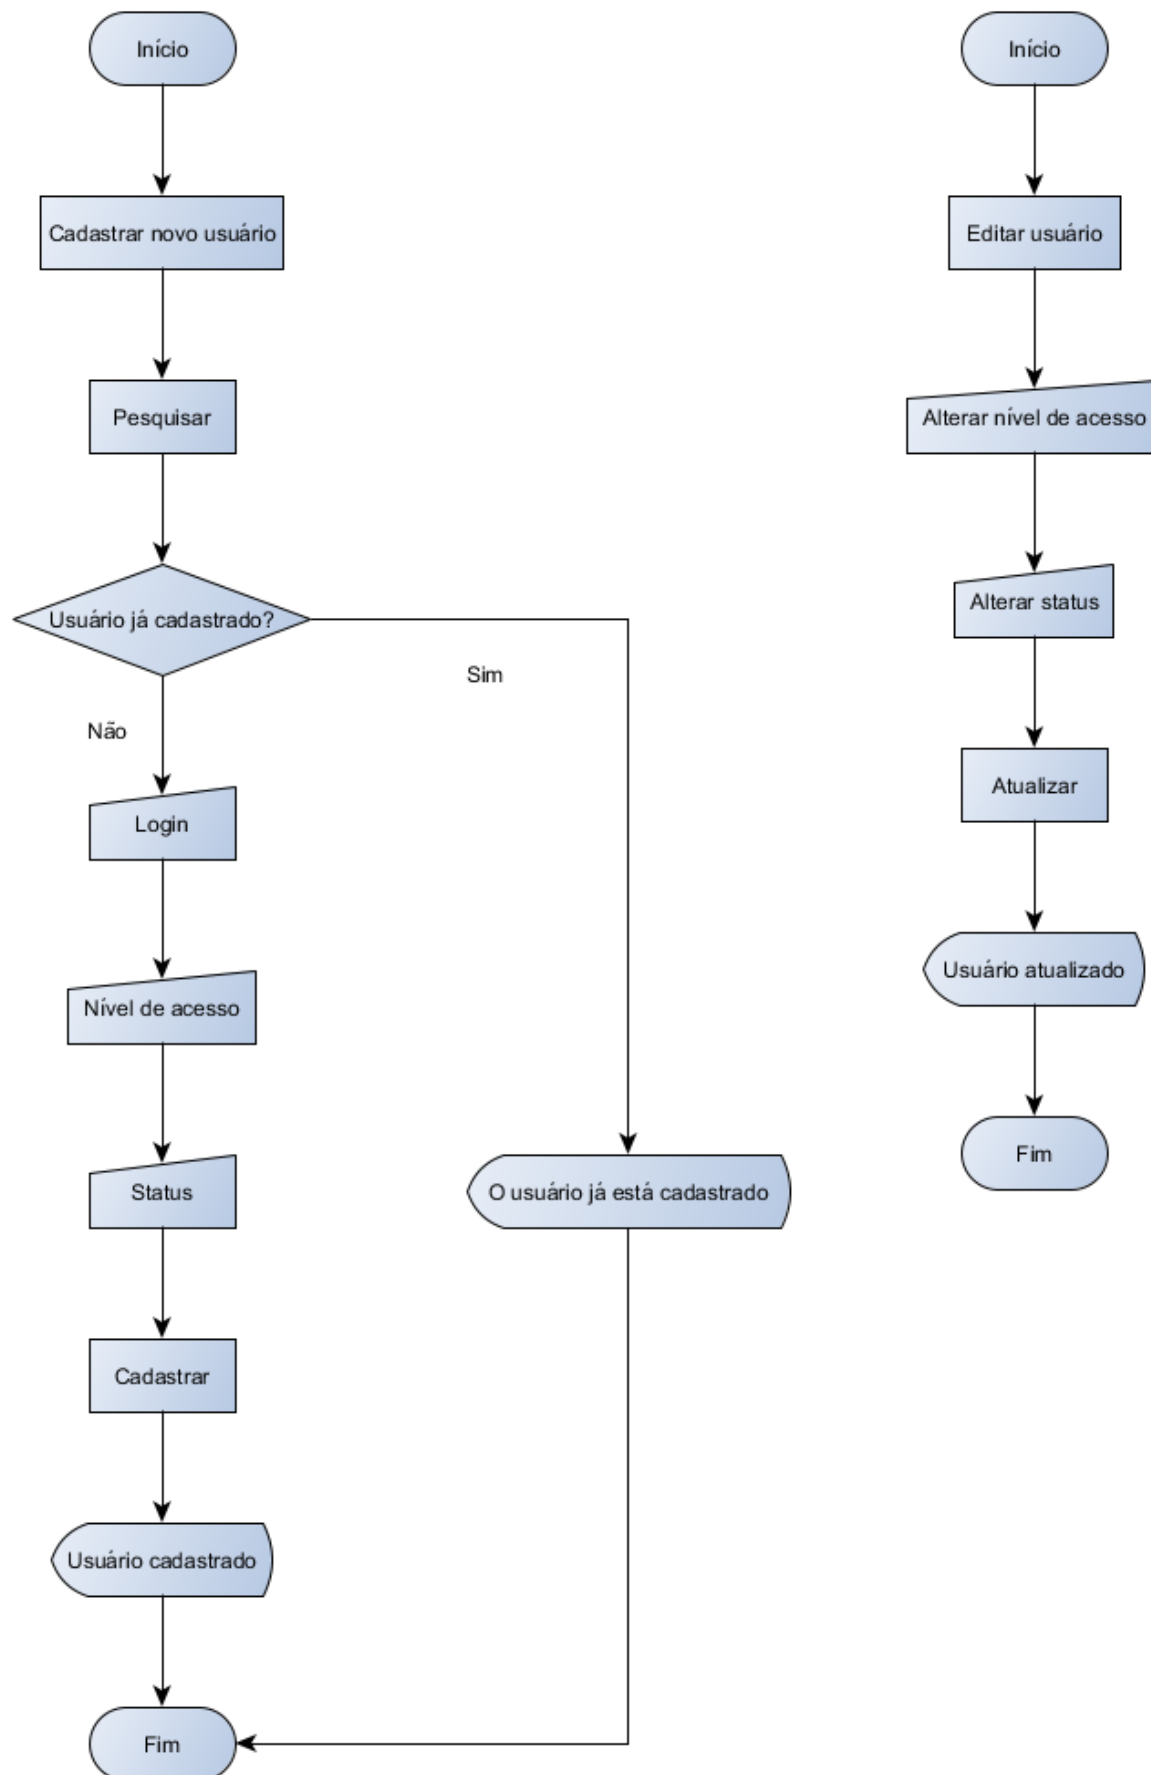 Início
Cadastrar novo usuário
Pesquisar
Usuário já cadastrado?
Sim
Não
Login
Nível de acesso
Status
O usuário já está cadastrado
Cadastrar
Usuário cadastrado
Fim
Início
Editar usuário
Alterar nível de acesso
Alterar status
Atualizar
Usuário atualizado
Fim